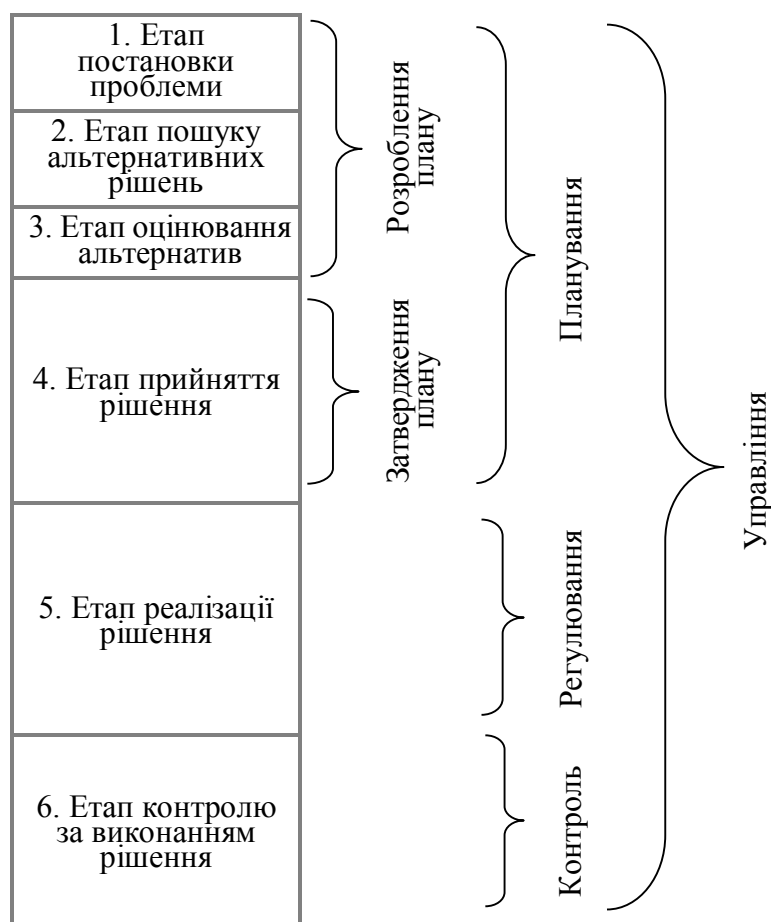 1. Етап
постановки
проблеми
2. Етап пошуку
альтернативних
рішень
3. Етап оцінювання
альтернатив
4. Етап прийняття
рішення
5. Етап реалізації
рішення
6. Етап контролю
за виконанням
рішення
Розроблення
плану
Затвердження
плану
Планування
Регулювання
Контроль
Управління